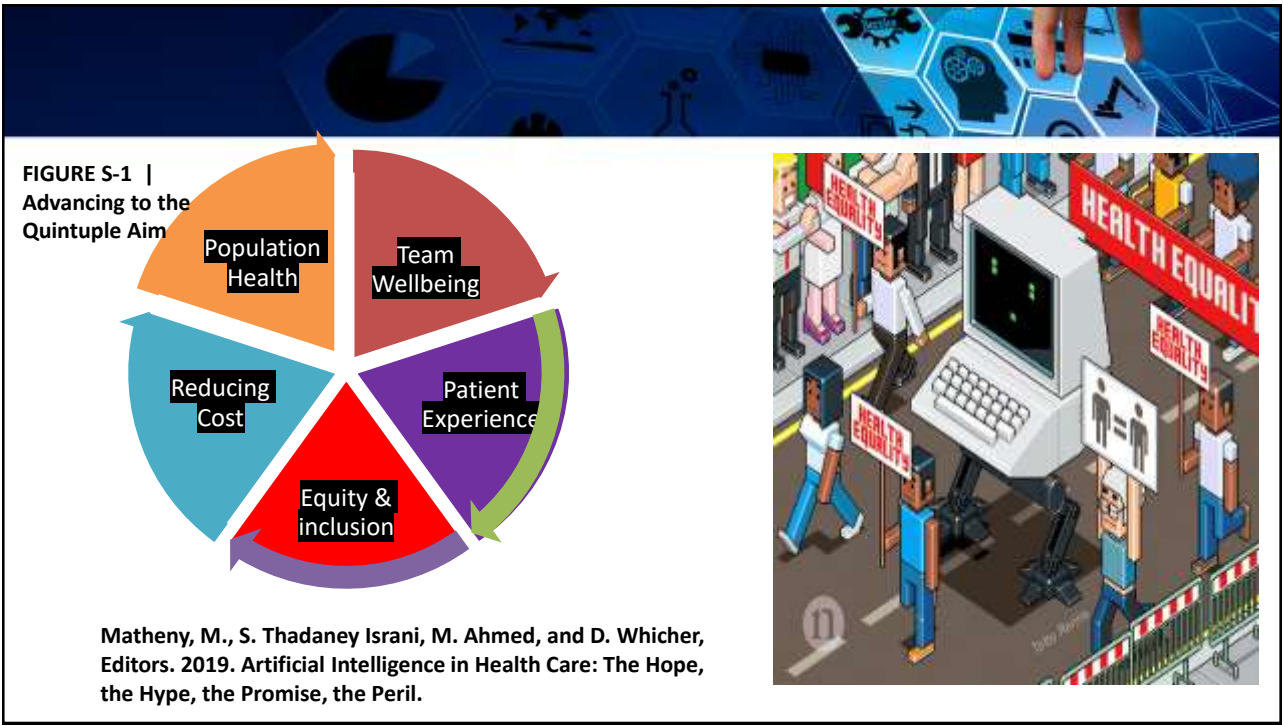 FIGURE S-1 |
Advancing to the
Quintuple Aim
Population
Health
Team
Wellbeing
Reducing
Cost
Patient
Experience
Equity &
inclusion
Matheny, M., S. Thadaney Israni, M. Ahmed, and D. Whicher,
Editors. 2019. Artificial Intelligence in Health Care: The Hope,
the Hype, the Promise, the Peril.
HEALTH
EQUALITY
HEALTH EQUALIT
HEALTH
EQUALITY
HEALTH
EQUALITY
=
n